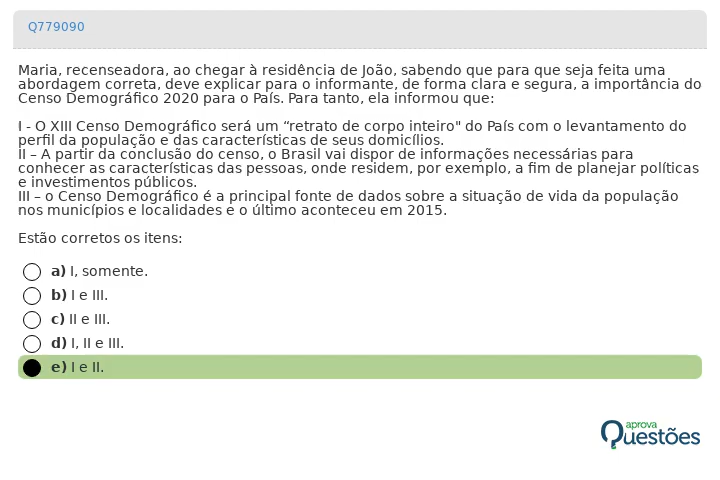 Q779090
Maria, recenseadora, ao chegar à residência de João, sabendo que para que seja feita uma
abordagem correta, deve explicar para o informante, de forma clara e segura, a importância do
Censo Demográfico 2020 para o País. Para tanto, ela informou que:
I - O XIII Censo Demográfico será um “retrato de corpo inteiro" do País com o levantamento do
perfil da população e das características de seus domicílios.
II – A partir da conclusão do censo, o Brasil vai dispor de informações necessárias para
conhecer as características das pessoas, onde residem, por exemplo, a fim de planejar políticas
e investimentos públicos.
III – o Censo Demográfico é a principal fonte de dados sobre a situação de vida da população
nos municípios e localidades e o último aconteceu em 2015.
Estão corretos os itens:
a) I, somente.
b) I e III.
c) II e III.
d) I, II e III.
e) I e II.
aprova
Questões